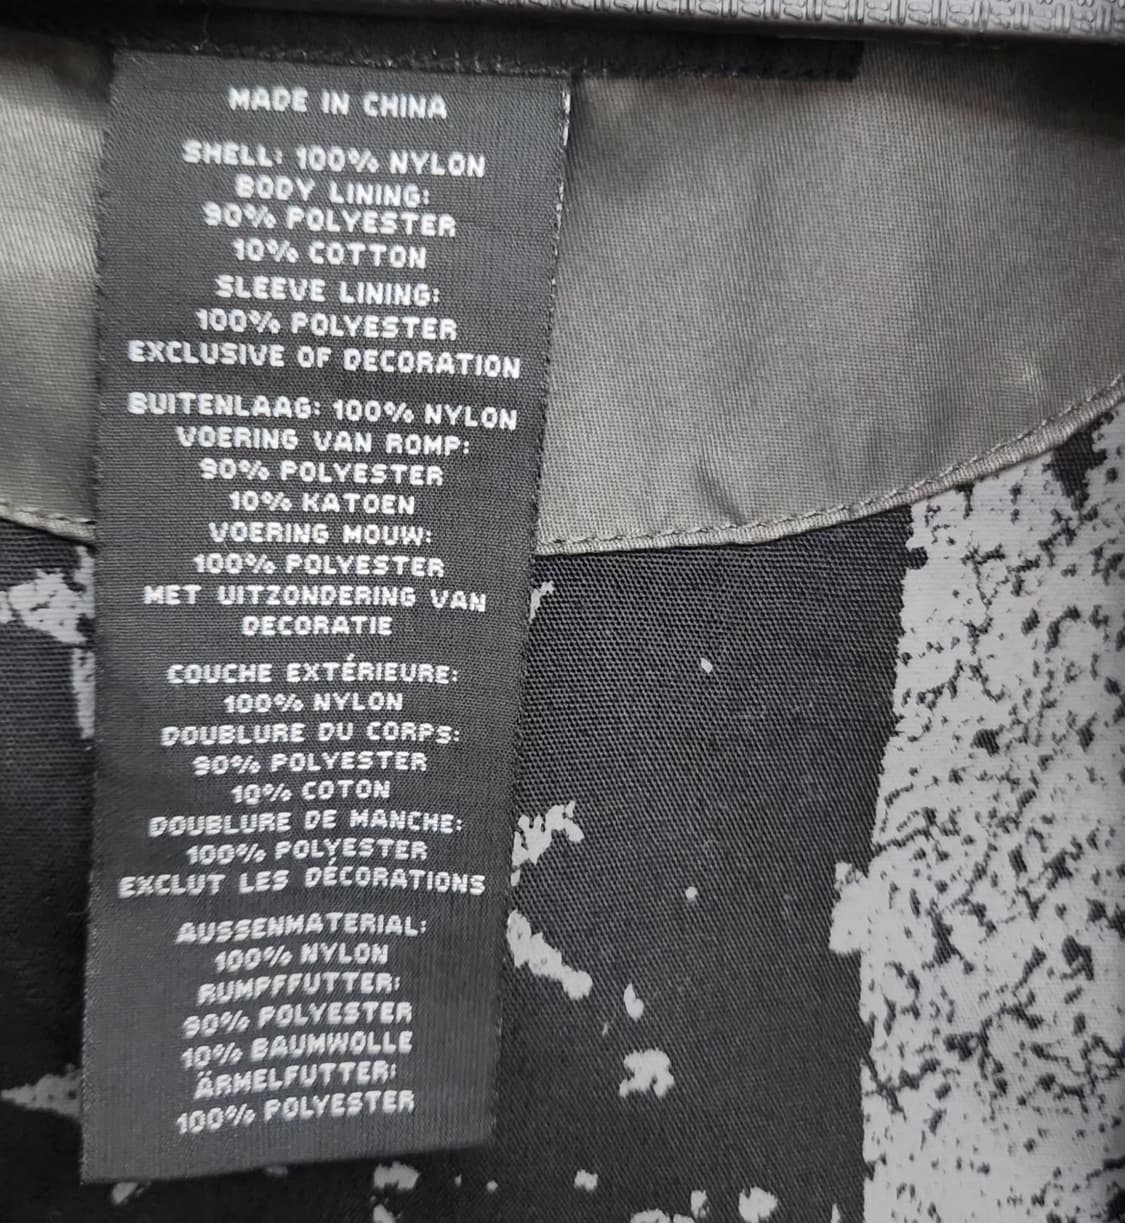 MADE IN CHINA
SHELL: 100% NYLON
BODY LINING:
90% POLYESTER
10% COTTON
SLEEVE LINING:
100% POLYESTER
EXCLUSIVE OF DECORATION
BUITENLAAG: 100% NYLON
VOERING VAN ROMP:
90% POLYESTER
10% KATOEN
VOERING MOUW:
100% POLYESTER
MET UITZONDERING VAN
DECORATIE
COUCHE EXTÉRIEURE:
100% NYLON
DOUBLURE DU CORPS:
90% POLYESTER
10% COTON
DOUBLURE DE MANCHE:
100% POLYESTER
EXCLUT LES DÉCORATIONS
AUSSENMATERIAL:
100% NYLON
RUMPFFUTTER:
90% POLYESTER
10% BAUMWOLLE
ÄRMELFUTTER:
100% POLYESTER